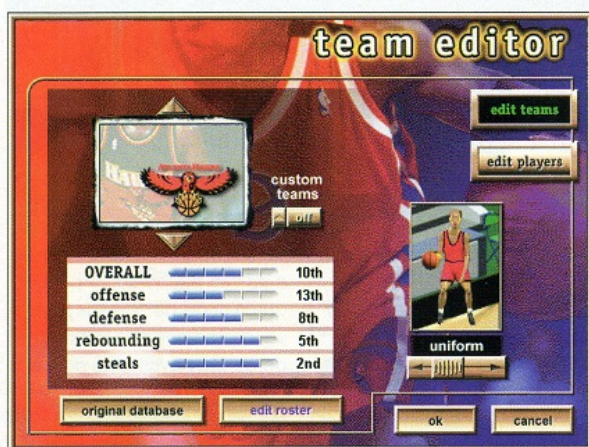 team editor
edit teams
edit players
custom
teams
off
OVERALL 10th
offense 13th
defense 8th
rebounding 5th
steals 2nd
uniform
original database
edit roster
ok
cancel